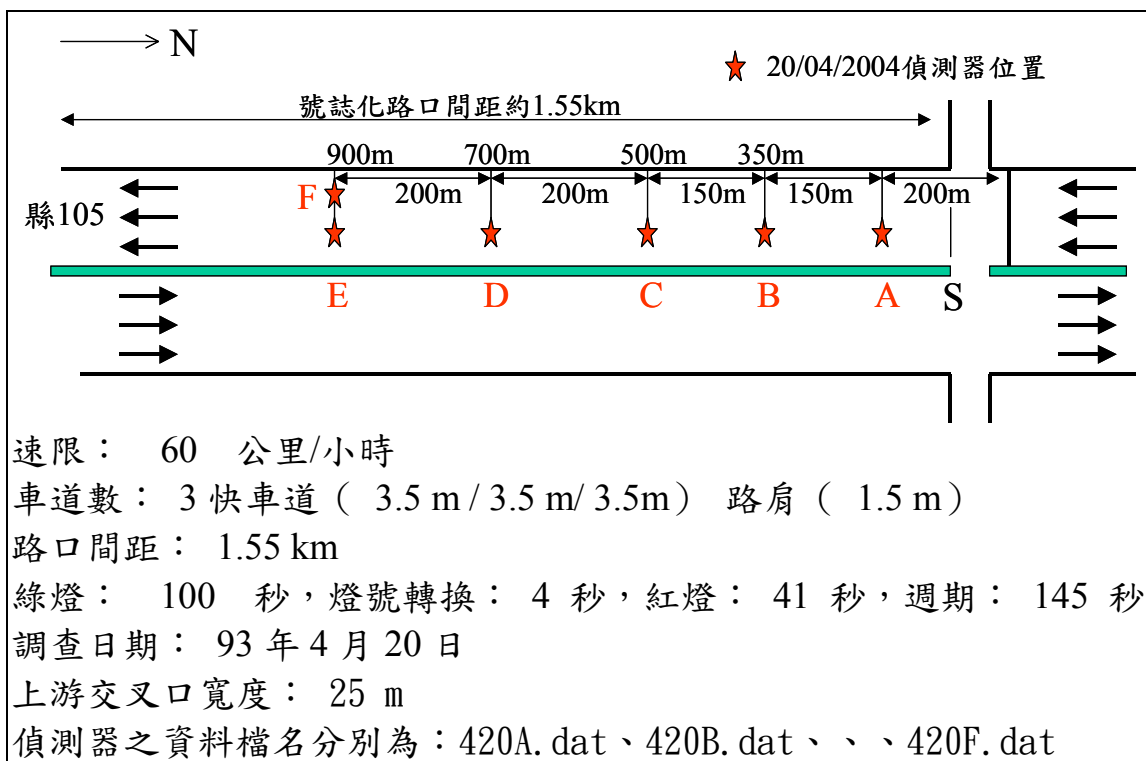 N
20/04/2004偵測器位置
號誌化路口間距約1.55km
900m 700m 500m 350m
F 200m 200m 150m 150m 200m
縣105
E D C B A S
速限： 60 公里/小時
車道數： 3快車道（ 3.5 m / 3.5 m/ 3.5m） 路肩（ 1.5 m）
路口間距： 1.55 km
綠燈： 100 秒，燈號轉換： 4 秒，紅燈： 41 秒，週期： 145 秒
調查日期： 93 年 4 月 20 日
上游交叉口寬度： 25 m
偵測器之資料檔名分別為：420A.dat、420B.dat、、、420F.dat